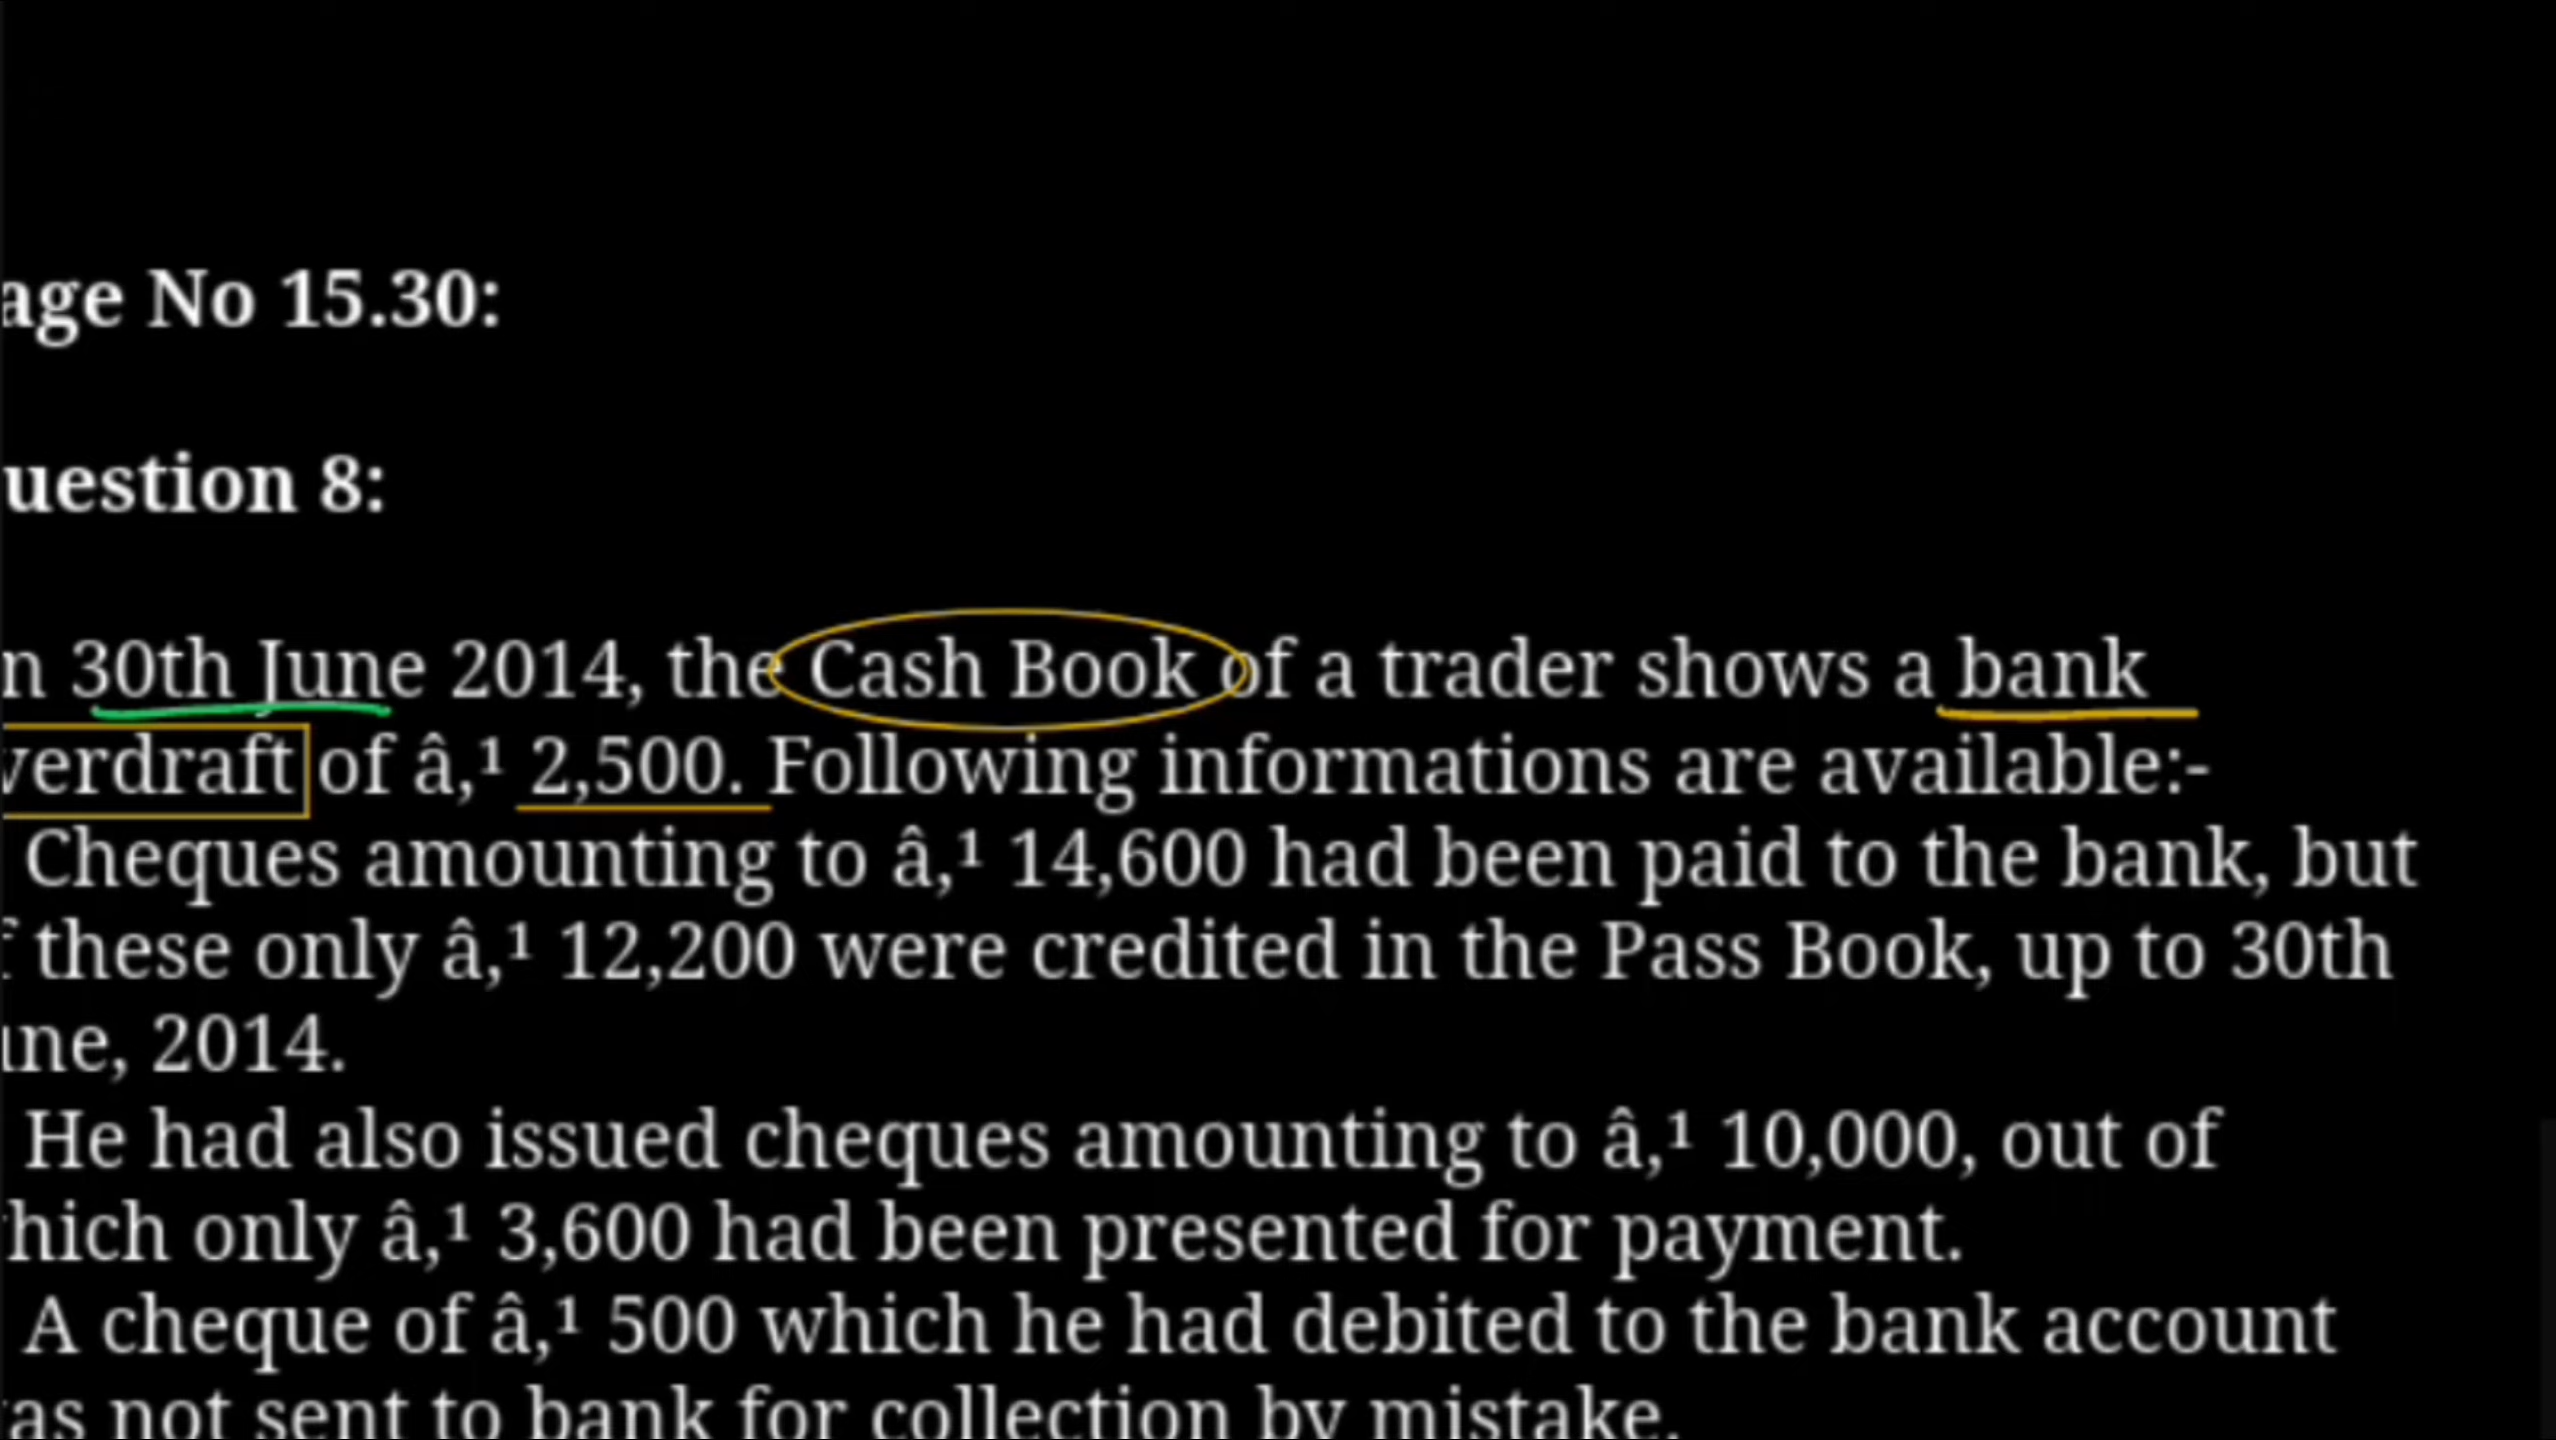 age No 15.30:
uestion 8:
n 30th June 2014, the Cash Book of a trader shows a bank
verdraft of â,¹ 2,500. Following informations are available:-
Cheques amounting to â,¹ 14,600 had been paid to the bank, but
f these only â,¹ 12,200 were credited in the Pass Book, up to 30th
une, 2014.
He had also issued cheques amounting to â,¹ 10,000, out of
hich only â,¹ 3,600 had been presented for payment.
A cheque of â,¹ 500 which he had debited to the bank account
as not sent to bank for collection by mistake.